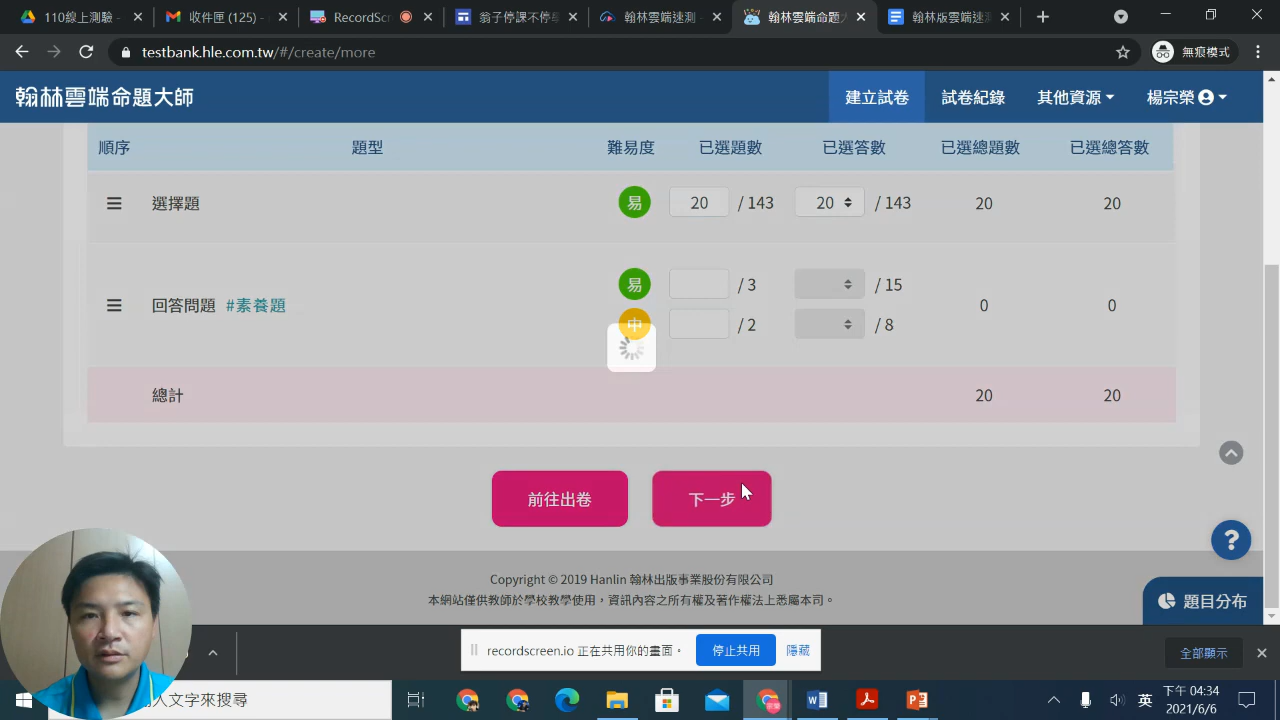 110線上測驗 -
收件匣 (125) -
RecordScr
翁子停課不停學
翰林雲端速測 -
翰林雲端命題大
翰林版雲端速測
testbank.hle.com.tw/#/create/more
無痕模式
翰林雲端命題大師
建立試卷
試卷紀錄
其他資源
楊宗榮
順序 題型 難易度 已選題數 已選答數 已選總題數 已選總答數
選擇題 易 20 / 143 20 / 143 20 20
易 / 3 / 15
回答問題 #素養題 0 0
中 / 2 / 8
總計 20 20
前往出卷 下一步
?
Copyright © 2019 Hanlin 翰林出版事業股份有限公司
本網站僅供教師於學校教學使用，資訊內容之所有權及著作權法上悉屬本司。
題目分布
recordscreen.io 正在共用你的畫面。 停止共用 隱藏
全部顯示
入文字來搜尋
英
下午 04:34
2021/6/6